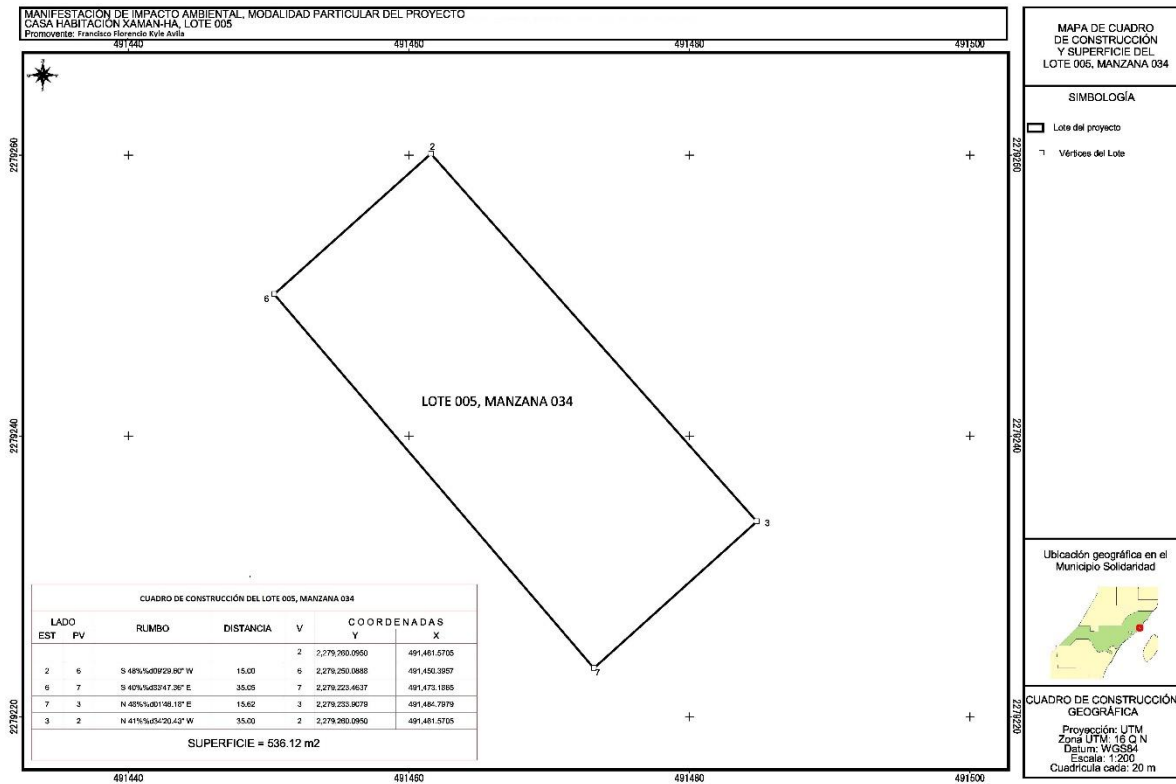 MANIFESTACIÓN DE IMPACTO AMBIENTAL, MODALIDAD PARTICULAR DEL PROYECTO
CASA HABITACIÓN XAMAN-HA, LOTE 005
Promovente: Francisco Florencio Kyle Avila
491440 491460 491480 491500
2279260
2279240
2279220
2
6
3
7
LOTE 005, MANZANA 034
2279260
2279240
2279220
491440 491460 491480 491500
CUADRO DE CONSTRUCCIÓN DEL LOTE 005, MANZANA 034
LADO RUMBO DISTANCIA V COORDENADAS
EST PV Y X
2 2,279,260.0950 491,461.5705
2 6 S 48%%d09'29.60" W 15.00 6 2,279,250.0888 491,450.3957
6 7 S 40%%d33'47.36" E 35.05 7 2,279,223.4637 491,473.1865
7 3 N 48%%d01'48.18" E 15.62 3 2,279,233.9079 491,484.7979
3 2 N 41%%d34'20.43" W 35.00 2 2,279,260.0950 491,461.5705
SUPERFICIE = 536.12 m2
MAPA DE CUADRO
DE CONSTRUCCIÓN
Y SUPERFICIE DEL
LOTE 005, MANZANA 034
SIMBOLOGÍA
Lote del proyecto
Vértices del Lote
Ubicación geográfica en el
Municipio Solidaridad
CUADRO DE CONSTRUCCIÓN
GEOGRÁFICA
Proyección: UTM
Zona UTM: 16 Q N
Datum: WGS84
Escala: 1:200
Cuadrícula cada: 20 m